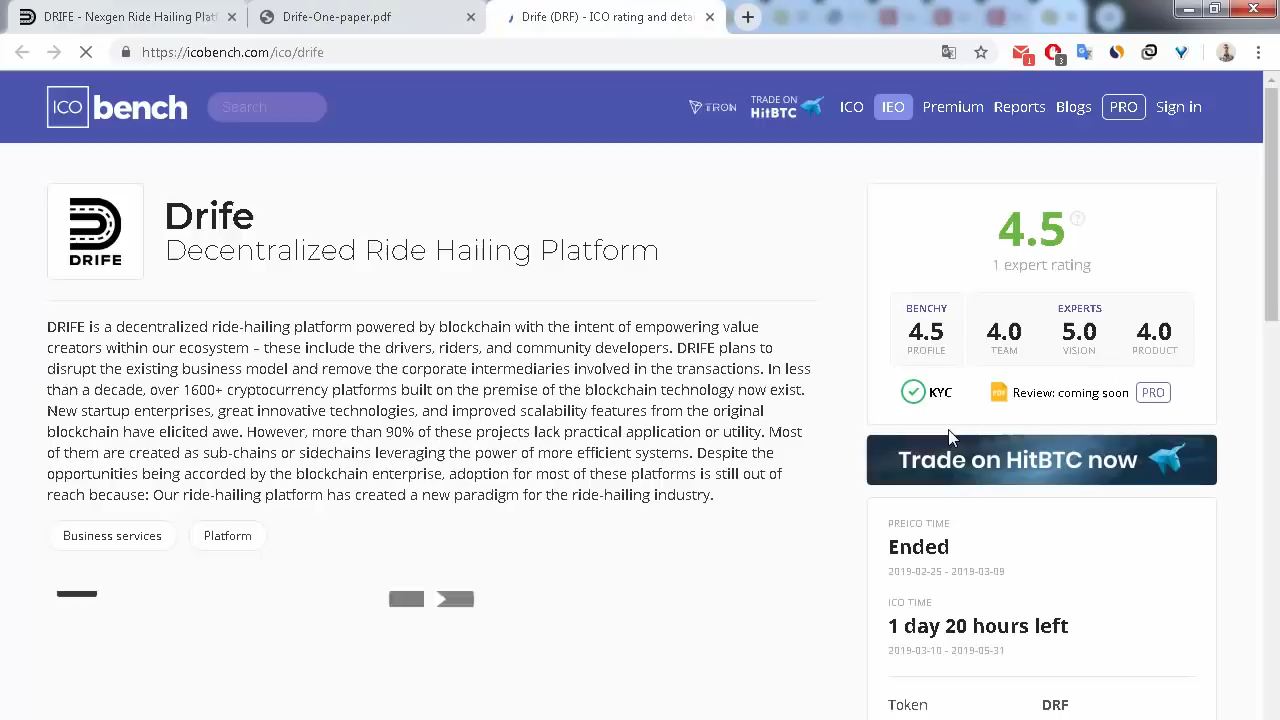 DRIFE - Nexgen Ride Hailing Platf
Drife-One-paper.pdf
Drife (DRF) - ICO rating and deta
https://icobench.com/ico/drife
1
3
ICO bench
Search
TRON
TRADE ON
HitBTC
ICO
IEO
Premium
Reports
Blogs
PRO
Sign in
DRIFE
Drife
Decentralized Ride Hailing Platform
DRIFE is a decentralized ride-hailing platform powered by blockchain with the intent of empowering value
creators within our ecosystem – that include the drivers, riders, and community developers. DRIFE plans to
disrupt the existing business model and remove the corporate intermediaries involved in the transactions. In less
than a decade, over 1600+ cryptocurrency platforms built on the premise of the blockchain technology now exist.
New startup enterprises, great innovative technologies, and improved scalability features from the original
blockchain have elicited awe. However, more than 90% of these projects lack practical application or utility. Most
of them are created as sub-chains or sidechains leveraging the power of more efficient systems. Despite the
opportunities being accorded by the blockchain enterprise, adoption for most of these platforms is still out of
reach because: Our ride-hailing platform has created a new paradigm for the ride-hailing industry.
Business services
Platform
4.5
?
1 expert rating
BENCHY
EXPERTS
4.5
4.0
5.0
4.0
PROFILE
TEAM
VISION
PRODUCT
KYC
PDF
Review: coming soon
PRO
Trade on HitBTC now
PREICO TIME
Ended
2019-02-25 - 2019-03-09
ICO TIME
1 day 20 hours left
2019-03-10 - 2019-05-31
Token
DRF